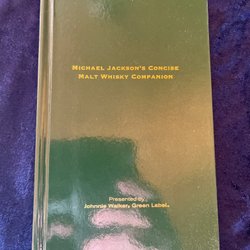 Michael Jackson's Concise
Malt Whisky Companion
Presented by
Johnnie Walker® Green Label®